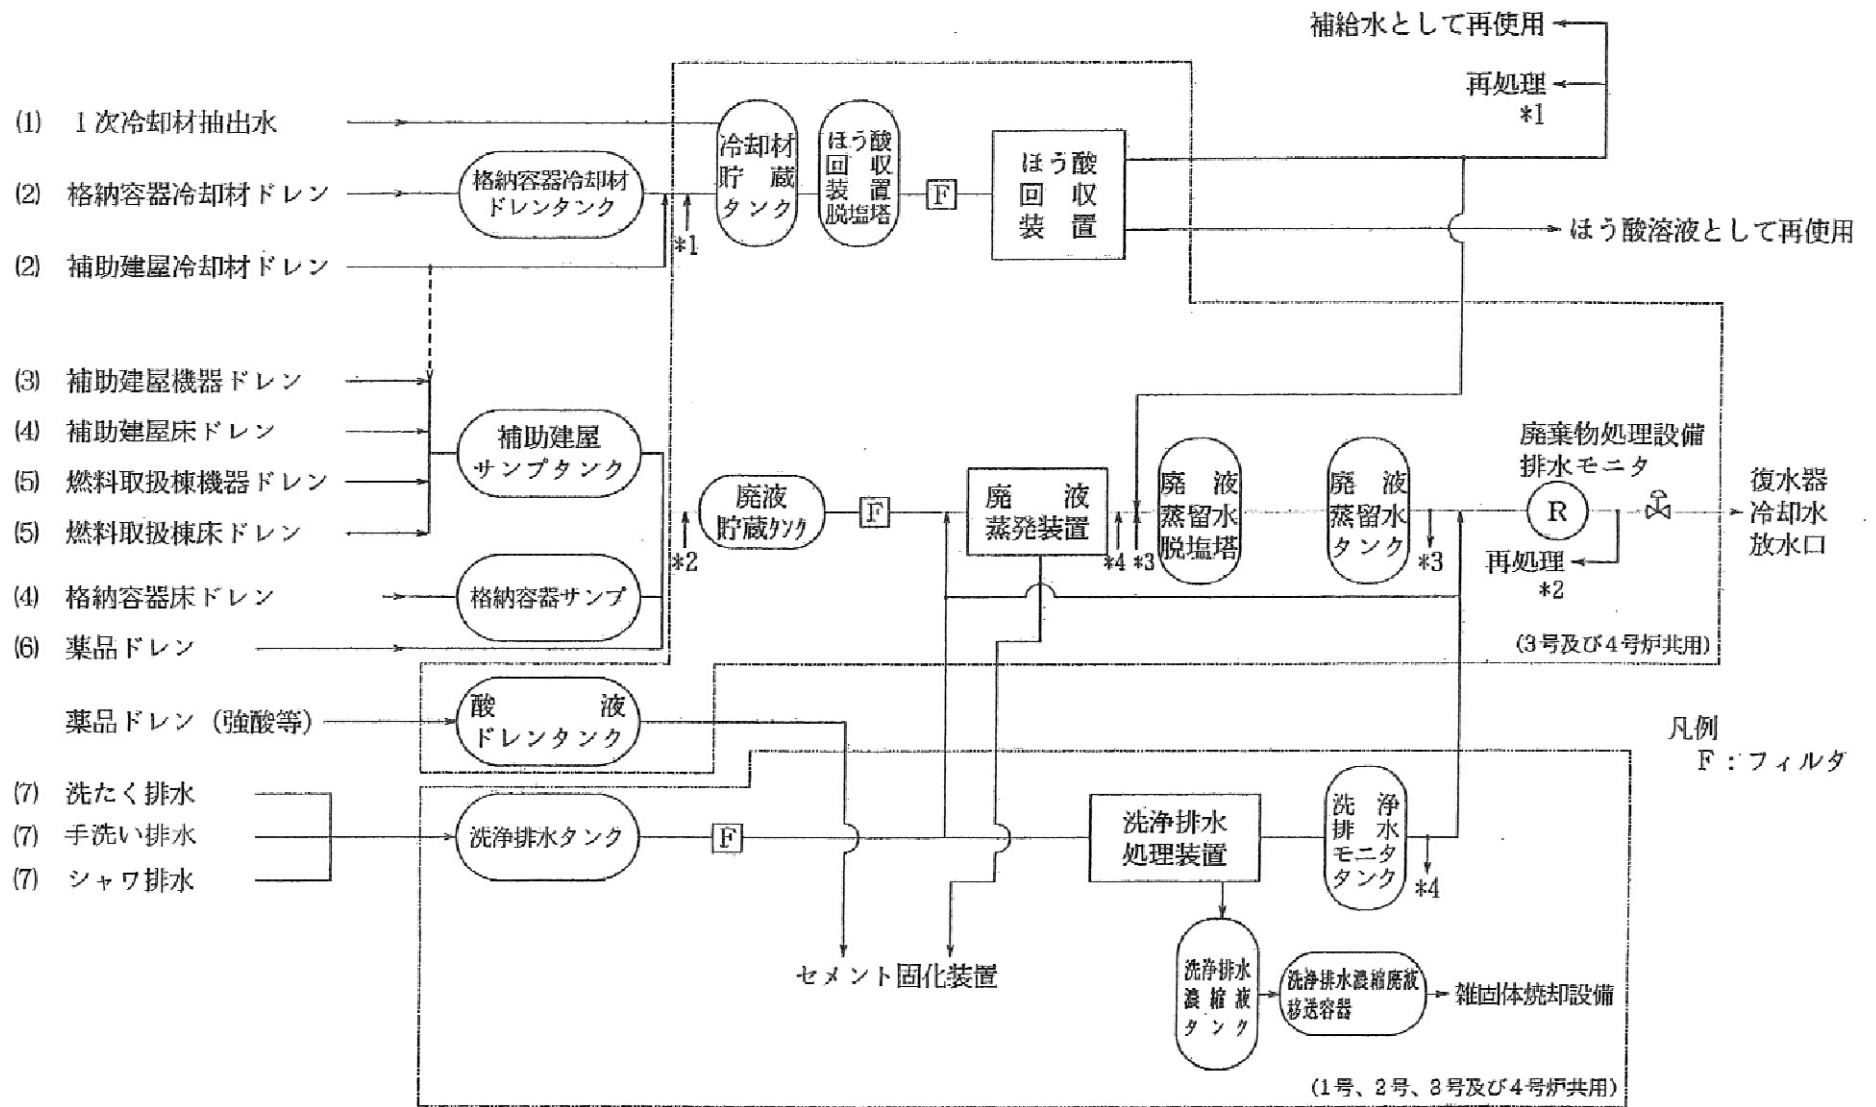 補給水として再使用
再処理
*1
(1) 1次冷却材抽出水
(2) 格納容器冷却材ドレン
(2) 補助建屋冷却材ドレン
格納容器冷却材
ドレンタンク
*1
冷却材
貯蔵
タンク
ほう酸
回収
装置
脱塩塔
F
ほう酸
回収
装置
ほう酸溶液として再使用
(3) 補助建屋機器ドレン
(4) 補助建屋床ドレン
(5) 燃料取扱棟機器ドレン
(5) 燃料取扱棟床ドレン
(4) 格納容器床ドレン
(6) 薬品ドレン
補助建屋
サンプタンク
格納容器サンプ
*2
廃液
貯蔵タンク
F
廃液
蒸発装置
*4
*3
廃液
蒸留水
脱塩塔
廃液
蒸留水
タンク
*3
廃棄物処理設備
排水モニタ
R
再処理
*2
復水器
冷却水
放水口
(3号及び4号炉共用)
薬品ドレン(強酸等)
酸液
ドレンタンク
凡例
F:フィルタ
(7) 洗たく排水
(7) 手洗い排水
(7) シャワ排水
洗浄排水タンク
F
洗浄排水
処理装置
洗浄
排水
モニタ
タンク
*4
セメント固化装置
洗浄排水
濃縮液
タンク
洗浄排水濃縮廃液
移送容器
雑固体焼却設備
(1号、2号、3号及び4号炉共用)